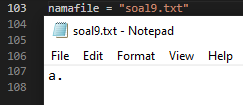 103 namafile = "soal9.txt"
104
105 soal9.txt - Notepad
106 File Edit Format View Help
107 a.
108